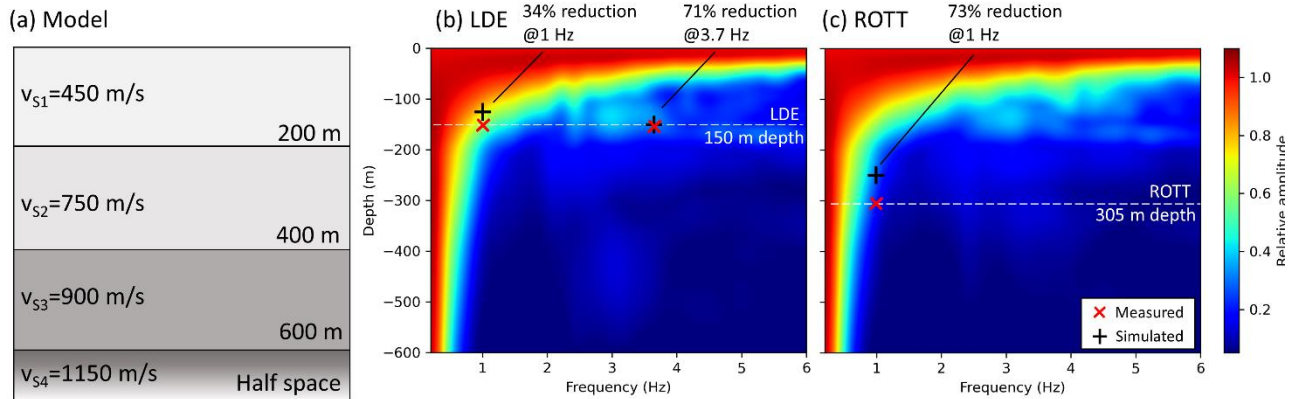 (a) Model
vS1=450 m/s
200 m
vS2=750 m/s
400 m
vS3=900 m/s
600 m
vS4=1150 m/s
Half space
(b) LDE
34% reduction
@1 Hz
71% reduction
@3.7 Hz
0
−100
−200
−300
−400
−500
−600
Depth (m)
LDE
150 m depth
1
2
3
4
5
6
Frequency (Hz)
(c) ROTT
73% reduction
@1 Hz
ROTT
305 m depth
Measured
Simulated
1
2
3
4
5
6
Frequency (Hz)
1.0
0.8
0.6
0.4
0.2
Relative amplitude